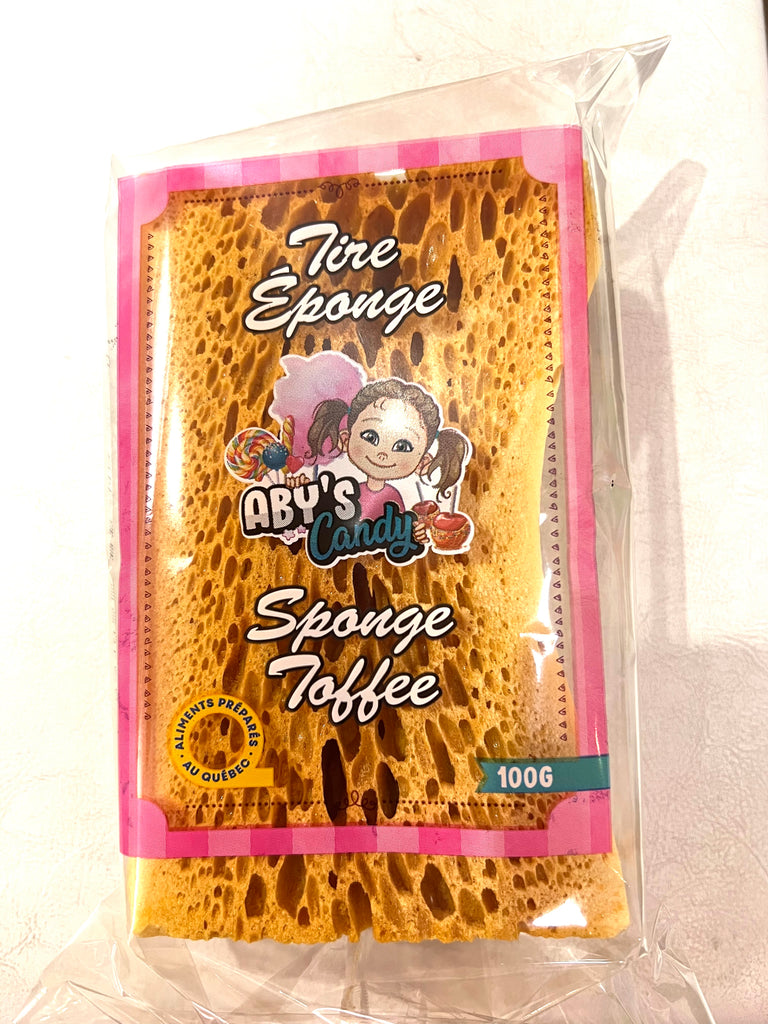 Tire
Éponge
ABY'S
Candy
Sponge
Toffee
ALIMENTS PRÉPARÉS
AU QUÉBEC
100G